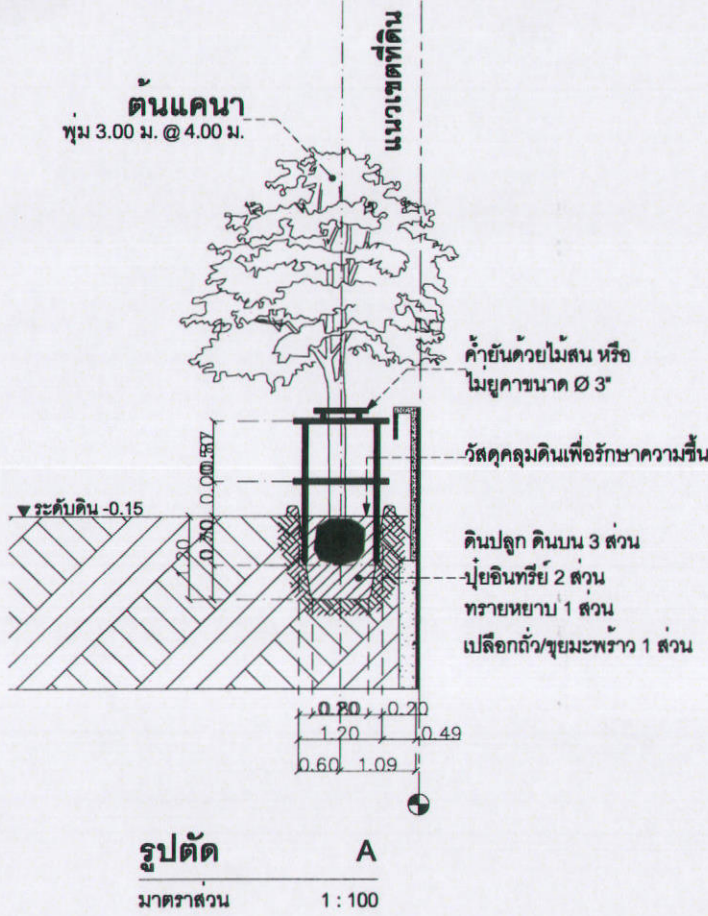 แนวเขตที่ดิน
ต้นแคนา
พุ่ม 3.00 ม. @ 4.00 ม.
ค้ำยันด้วยไม้สน หรือ
ไม่ยูคาขนาด Ø 3"
วัสดุคลุมดินเพื่อรักษาความชื้น
ระดับดิน -0.15
ดินปลูก ดินบน 3 ส่วน
ปุ๋ยอินทรีย์ 2 ส่วน
ทรายหยาบ 1 ส่วน
เปลือกถั่ว/ขุยมะพร้าว 1 ส่วน
0.20
1.20
0.49
0.60
1.09
รูปตัด A
มาตราส่วน 1 : 100